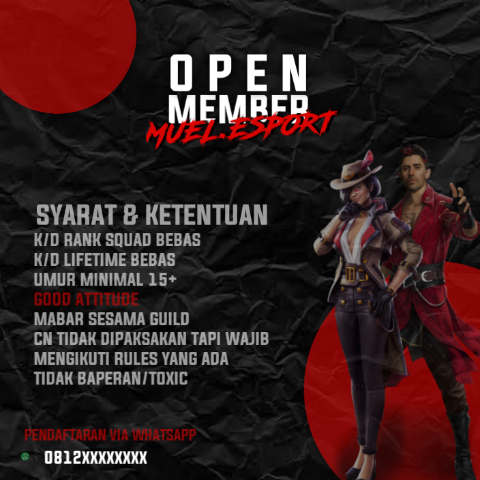 OPEN
MEMBER
MUEL.ESPORT
SYARAT & KETENTUAN
K/D RANK SQUAD BEBAS
K/D LIFETIME BEBAS
UMUR MINIMAL 15+
GOOD ATTITUDE
MABAR SESAMA GUILD
CN TIDAK DIPAKSAKAN TAPI WAJIB
MENGIKUTI RULES YANG ADA
TIDAK BAPERAN/TOXIC
PENDAFTARAN VIA WHATSAPP
0812XXXXXXXX